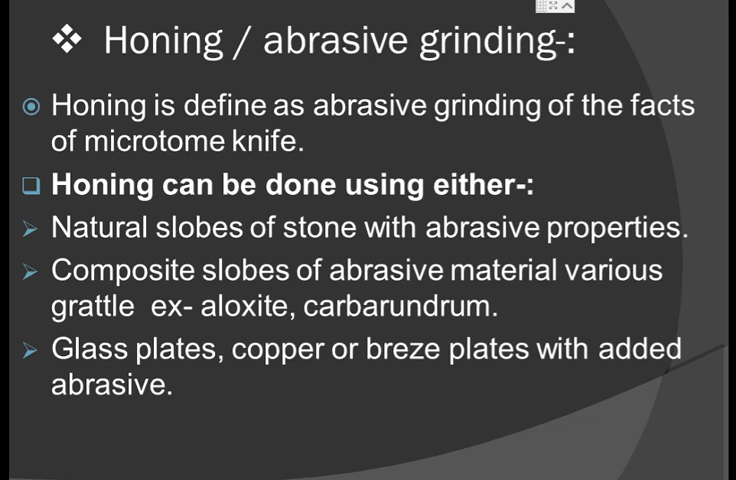 Honing / abrasive grinding-:
Honing is define as abrasive grinding of the facts
of microtome knife.
Honing can be done using either-:
Natural slobes of stone with abrasive properties.
Composite slobes of abrasive material various
grattle ex- aloxite, carbarundrum.
Glass plates, copper or breze plates with added
abrasive.